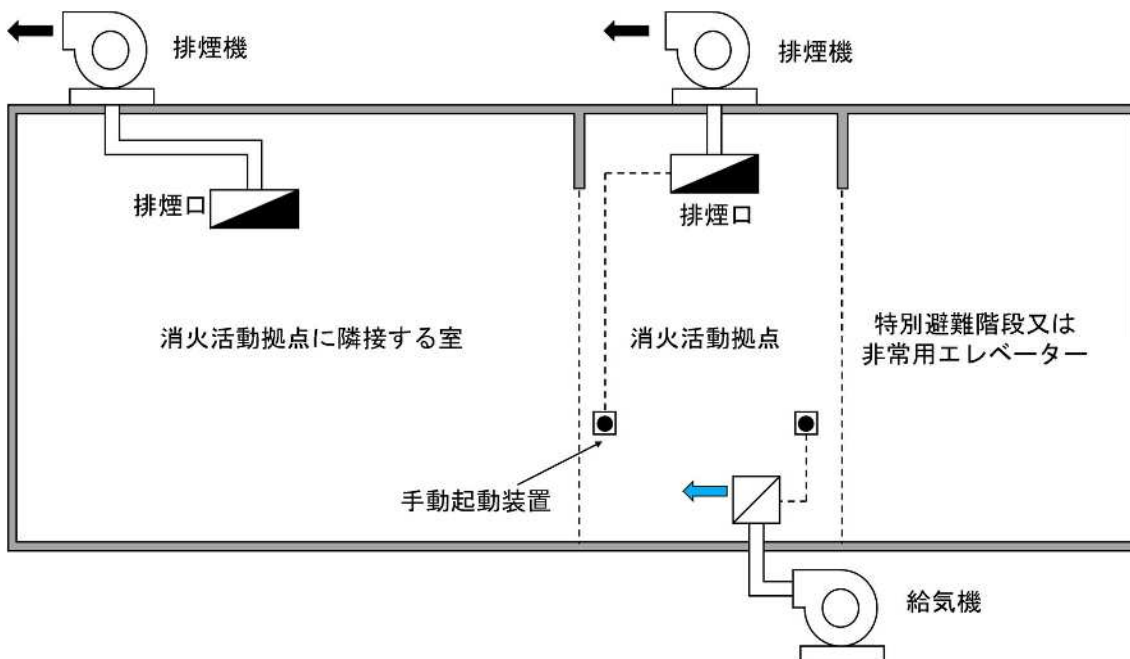 排煙機
排煙機
排煙口
排煙口
消火活動拠点に隣接する室
消火活動拠点
特別避難階段又は
非常用エレベーター
手動起動装置
給気機